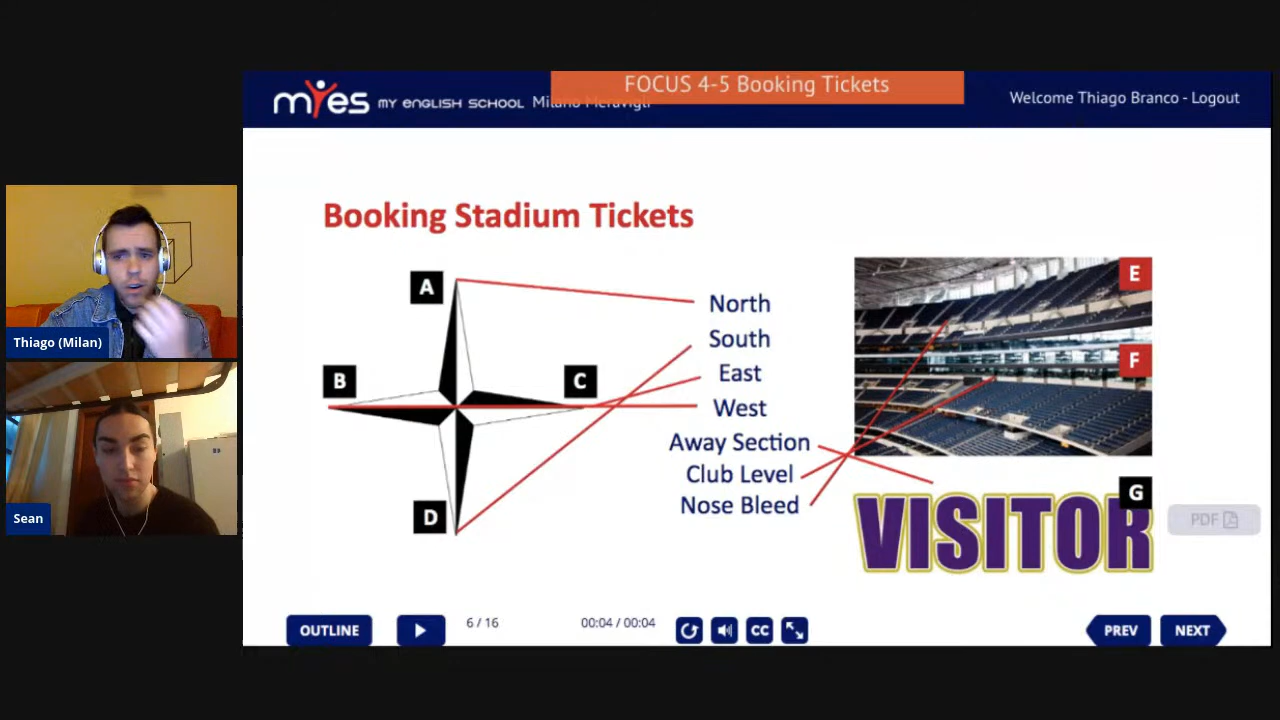 FOCUS 4-5 Booking Tickets
myes MY ENGLISH SCHOOL Milano Meravigli
Welcome Thiago Branco - Logout
Booking Stadium Tickets
A
B
C
D
North
South
East
West
Away Section
Club Level
Nose Bleed
E
F
G
VISITOR
PDF
Thiago (Milan)
Sean
OUTLINE
6 / 16
00:04 / 00:04
CC
PREV
NEXT